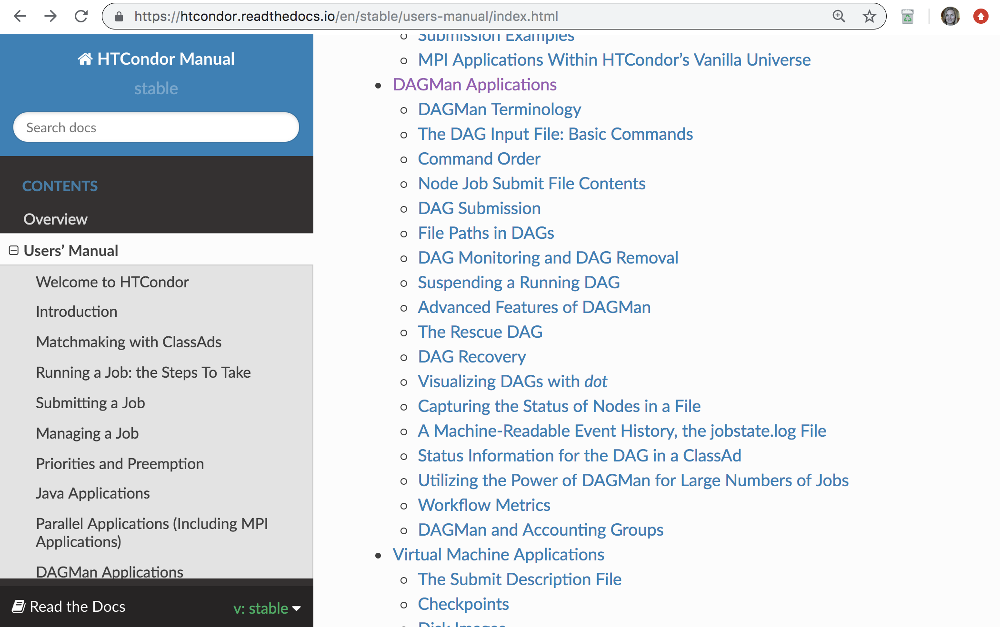 https://htcondor.readthedocs.io/en/stable/users-manual/index.html
HTCondor Manual
stable
Search docs
CONTENTS
Overview
Users’ Manual
Welcome to HTCondor
Introduction
Matchmaking with ClassAds
Running a Job: the Steps To Take
Submitting a Job
Managing a Job
Priorities and Preemption
Java Applications
Parallel Applications (Including MPI
Applications)
DAGMan Applications
Read the Docs
v: stable
Submission Examples
MPI Applications Within HTCondor’s Vanilla Universe
DAGMan Applications
DAGMan Terminology
The DAG Input File: Basic Commands
Command Order
Node Job Submit File Contents
DAG Submission
File Paths in DAGs
DAG Monitoring and DAG Removal
Suspending a Running DAG
Advanced Features of DAGMan
The Rescue DAG
DAG Recovery
Visualizing DAGs with dot
Capturing the Status of Nodes in a File
A Machine-Readable Event History, the jobstate.log File
Status Information for the DAG in a ClassAd
Utilizing the Power of DAGMan for Large Numbers of Jobs
Workflow Metrics
DAGMan and Accounting Groups
Virtual Machine Applications
The Submit Description File
Checkpoints
Disk Images